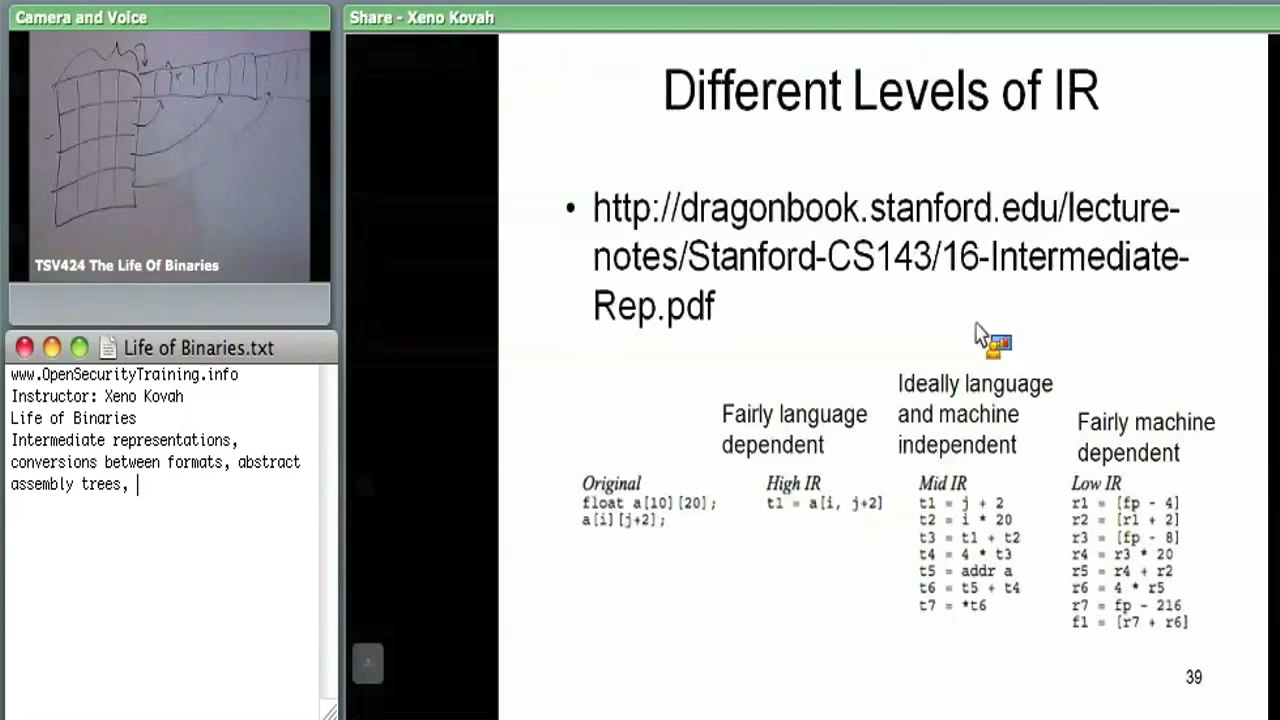 Camera and Voice
Share - Xeno Kovah
TSV424 The Life Of Binaries
Life of Binaries.txt
www.OpenSecurityTraining.info
Instructor: Xeno Kovah
Life of Binaries
Intermediate representations,
conversions between formats, abstract
assembly trees,
Different Levels of IR
• http://dragonbook.stanford.edu/lecture-
notes/Stanford-CS143/16-Intermediate-
Rep.pdf
Fairly language
dependent
Ideally language
and machine
independent
Fairly machine
dependent
Original
float a[10][20];
a[i][j+2];
High IR
t1 = a[i, j+2]
Mid IR
t1 = j + 2
t2 = i * 20
t3 = t1 + t2
t4 = 4 * t3
t5 = addr a
t6 = t5 + t4
t7 = *t6
Low IR
r1 = [fp - 4]
r2 = [r1 + 2]
r3 = [fp - 8]
r4 = r3 * 20
r5 = r4 + r2
r6 = 4 * r5
r7 = fp - 216
f1 = [r7 + r6]
39